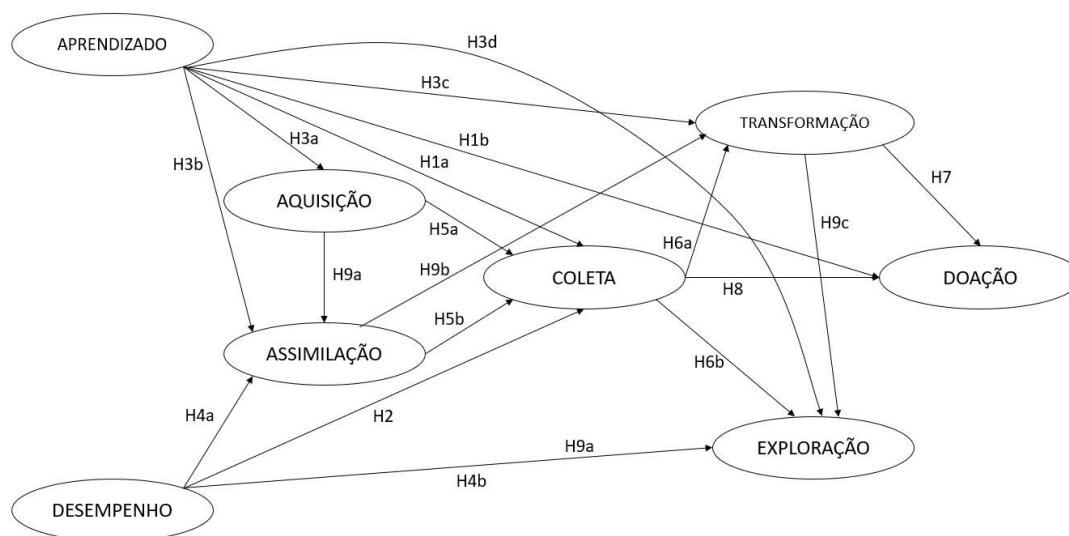 APRENDIZADO
H3d
H3c
TRANSFORMAÇÃO
H3a
H1b
H3b
H1a
H7
AQUISIÇÃO
H5a
H6a
H9c
H9a
H9b
COLETA
H8
DOAÇÃO
H5b
ASSIMILAÇÃO
H6b
H4a
H2
H9a
EXPLORAÇÃO
H4b
DESEMPENHO